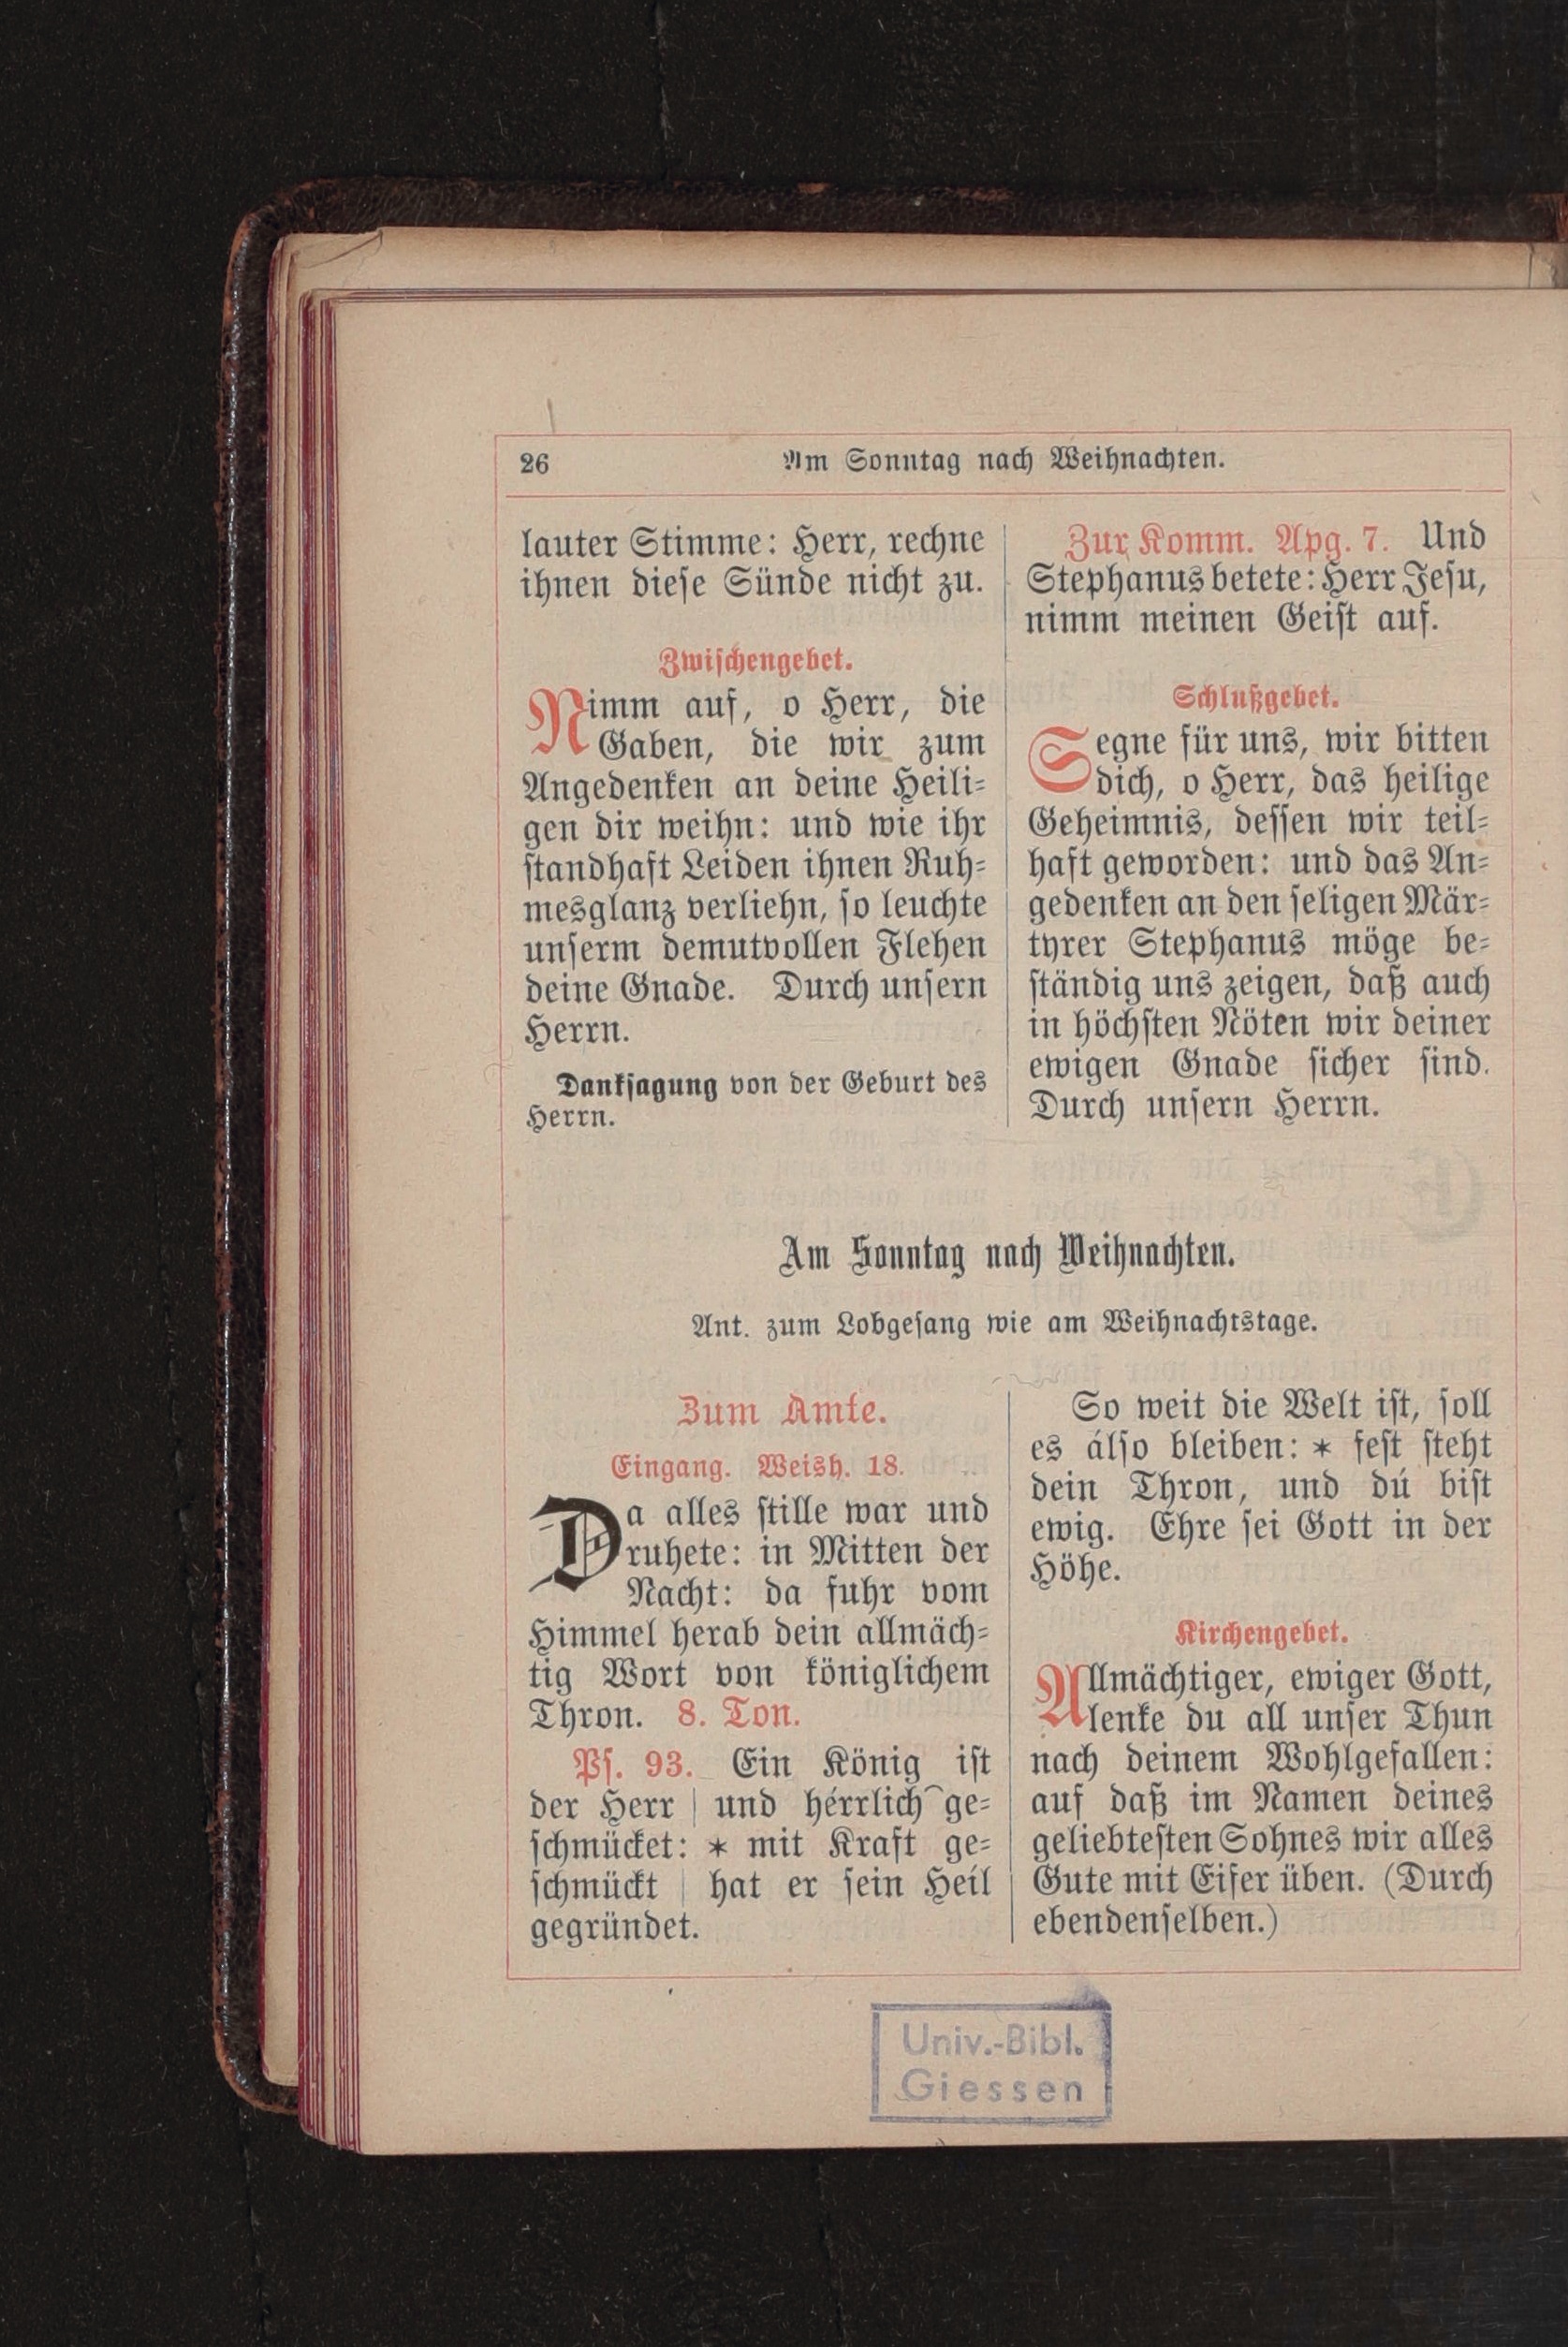 26
Am Sonntag nach Weihnachten.
lauter Stimme: Herr, rechne
ihnen dieſe Sünde nicht zu.
Zwiſchengebet.
Nimm auf, o Herr, die
Gaben, die wir zum
Angedenken an deine Heili⸗
gen dir weihn: und wie ihr
ſtandhaft Leiden ihnen Ruh⸗
mesglanz verliehn, ſo leuchte
unſerm demutvollen Flehen
deine Gnade. Durch unſern
Herrn.
Dankſagung von der Geburt des
Herrn.
Zur Komm. Apg. 7. Und
Stephanus betete: Herr Jeſu,
nimm meinen Geiſt auf.
Schlußgebet.
Segne für uns, wir bitten
dich, o Herr, das heilige
Geheimnis, deſſen wir teil⸗
haft geworden: und das An⸗
gedenken an den ſeligen Mär⸗
tyrer Stephanus möge be⸗
ſtändig uns zeigen, daß auch
in höchſten Nöten wir deiner
ewigen Gnade ſicher ſind.
Durch unſern Herrn.
Am Sonntag nach Weihnachten.
Ant. zum Lobgeſang wie am Weihnachtstage.
Zum Amte.
Eingang. Weish. 18.
Da alles ſtille war und
ruhete: in Mitten der
Nacht: da fuhr vom
Himmel herab dein allmäch⸗
tig Wort von königlichem
Thron. 8. Ton.
Pſ. 93. Ein König iſt
der Herr | und hérrlich⁀ge⸗
ſchmücket: * mit Kraft ge⸗
ſchmückt | hat er ſein Heíl
gegründet.
So weit die Welt iſt, ſoll
es álſo bleiben: * feſt ſteht
dein Thron, und dú biſt
ewig. Ehre ſei Gott in der
Höhe.
Kirchengebet.
Allmächtiger, ewiger Gott,
lenke du all unſer Thun
nach deinem Wohlgefallen:
auf daß im Namen deines
geliebteſten Sohnes wir alles
Gute mit Eifer üben. (Durch
ebendenſelben.)
Univ.-Bibl.
Giessen